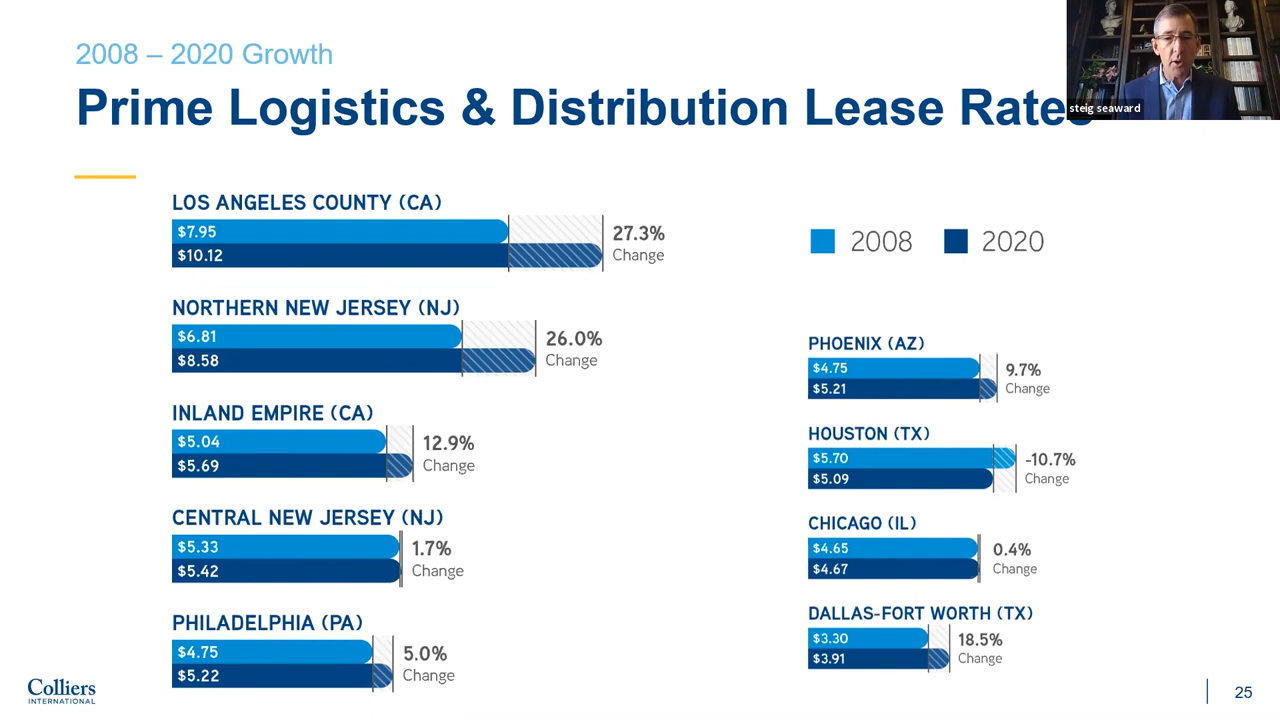 2008 – 2020 Growth
Prime Logistics & Distribution Lease Rates
steig seaward
LOS ANGELES COUNTY (CA)
$7.95
$10.12
27.3%
Change
NORTHERN NEW JERSEY (NJ)
$6.81
$8.58
26.0%
Change
INLAND EMPIRE (CA)
$5.04
$5.69
12.9%
Change
CENTRAL NEW JERSEY (NJ)
$5.33
$5.42
1.7%
Change
PHILADELPHIA (PA)
$4.75
$5.22
5.0%
Change
2008 2020
PHOENIX (AZ)
$4.75
$5.21
9.7%
Change
HOUSTON (TX)
$5.70
$5.09
-10.7%
Change
CHICAGO (IL)
$4.65
$4.67
0.4%
Change
DALLAS-FORT WORTH (TX)
$3.30
$3.91
18.5%
Change
Colliers
INTERNATIONAL
25